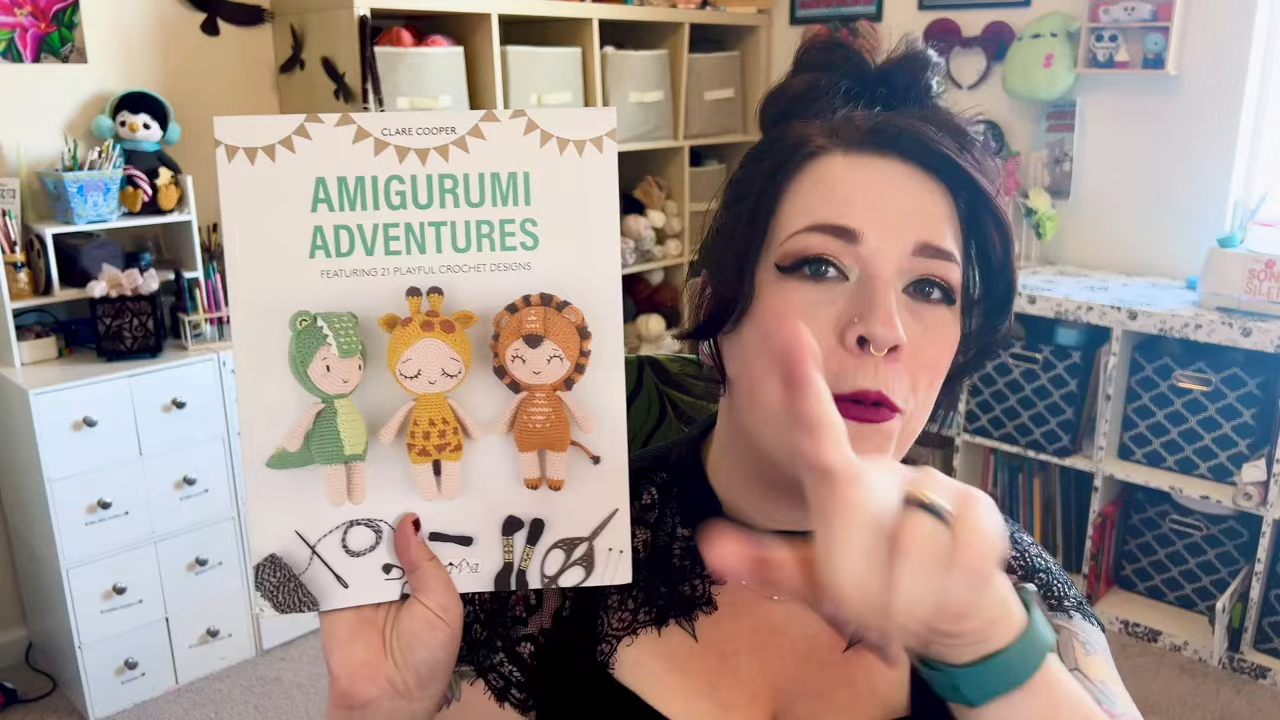 CLARE COOPER
AMIGURUMI
ADVENTURES
FEATURING 21 PLAYFUL CROCHET DESIGNS